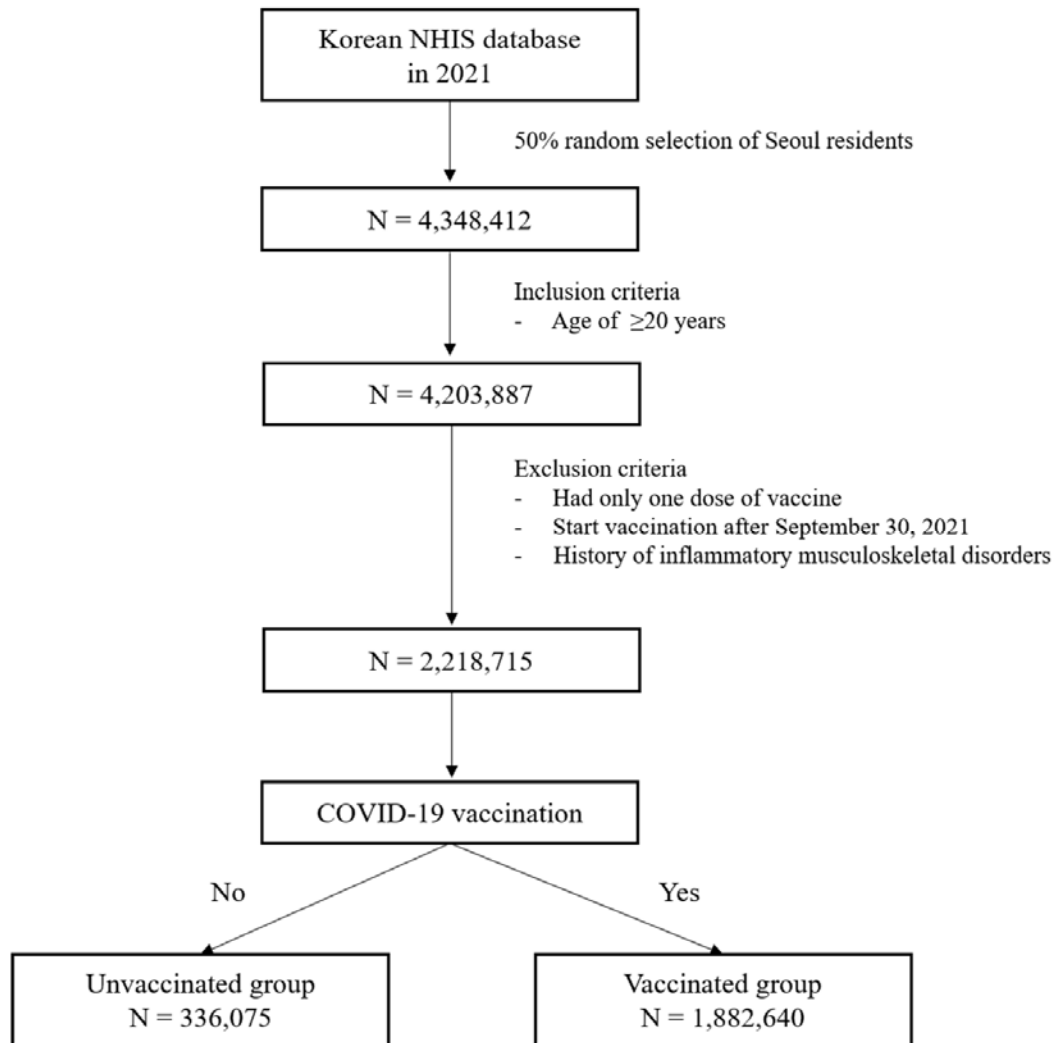 Korean NHIS database
in 2021
50% random selection of Seoul residents
N = 4,348,412
Inclusion criteria
- Age of ≥20 years
N = 4,203,887
Exclusion criteria
- Had only one dose of vaccine
- Start vaccination after September 30, 2021
- History of inflammatory musculoskeletal disorders
N = 2,218,715
COVID-19 vaccination
No
Yes
Unvaccinated group
N = 336,075
Vaccinated group
N = 1,882,640